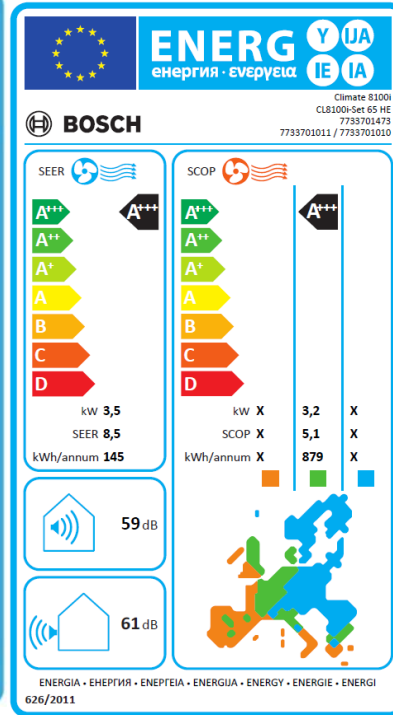 ENERG
енергия · ενεργεια
Y IJA
IE IA
BOSCH
Climate 8100i
CL8100i-Set 65 HE
7733701473
7733701011 / 7733701010
SEER
A+++ A+++
A++
A+
A
B
C
D
kW 3,5
SEER 8,5
kWh/annum 145
SCOP
A+++ A+++
A++
A+
A
B
C
D
kW X 3,2 X
SCOP X 5,1 X
kWh/annum X 879 X
59 dB
61 dB
ENERGIA • ЕНЕРГИЯ • ΕΝΕΡΓΕΙΑ • ENERGIJA • ENERGY • ENERGIE • ENERGI
626/2011